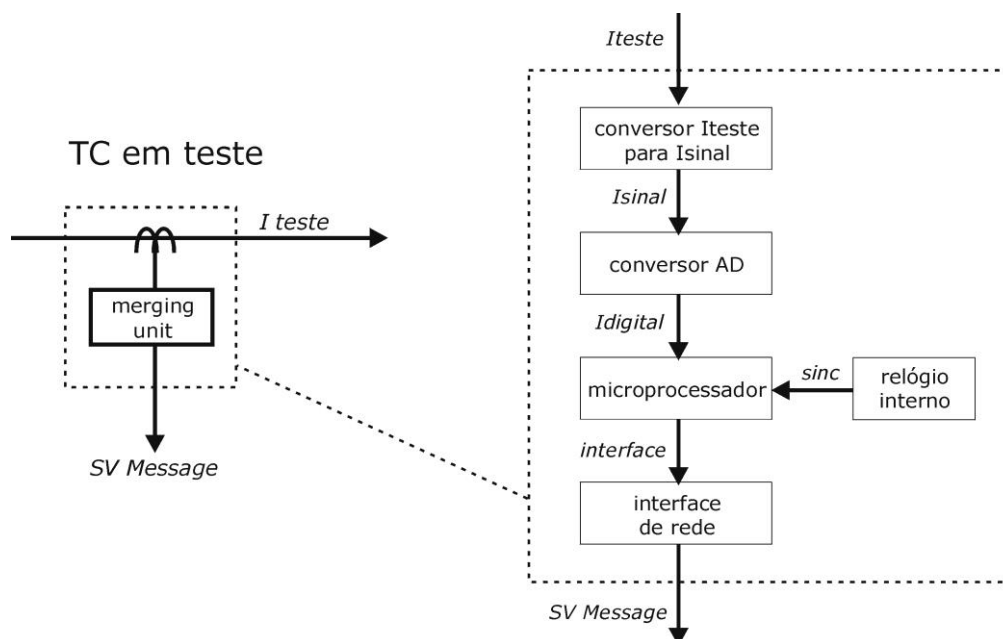 TC em teste
I teste
merging
unit
SV Message
Iteste
conversor Iteste
para Isinal
Isinal
conversor AD
Idigital
microprocessador
sinc
relógio
interno
interface
interface
de rede
SV Message